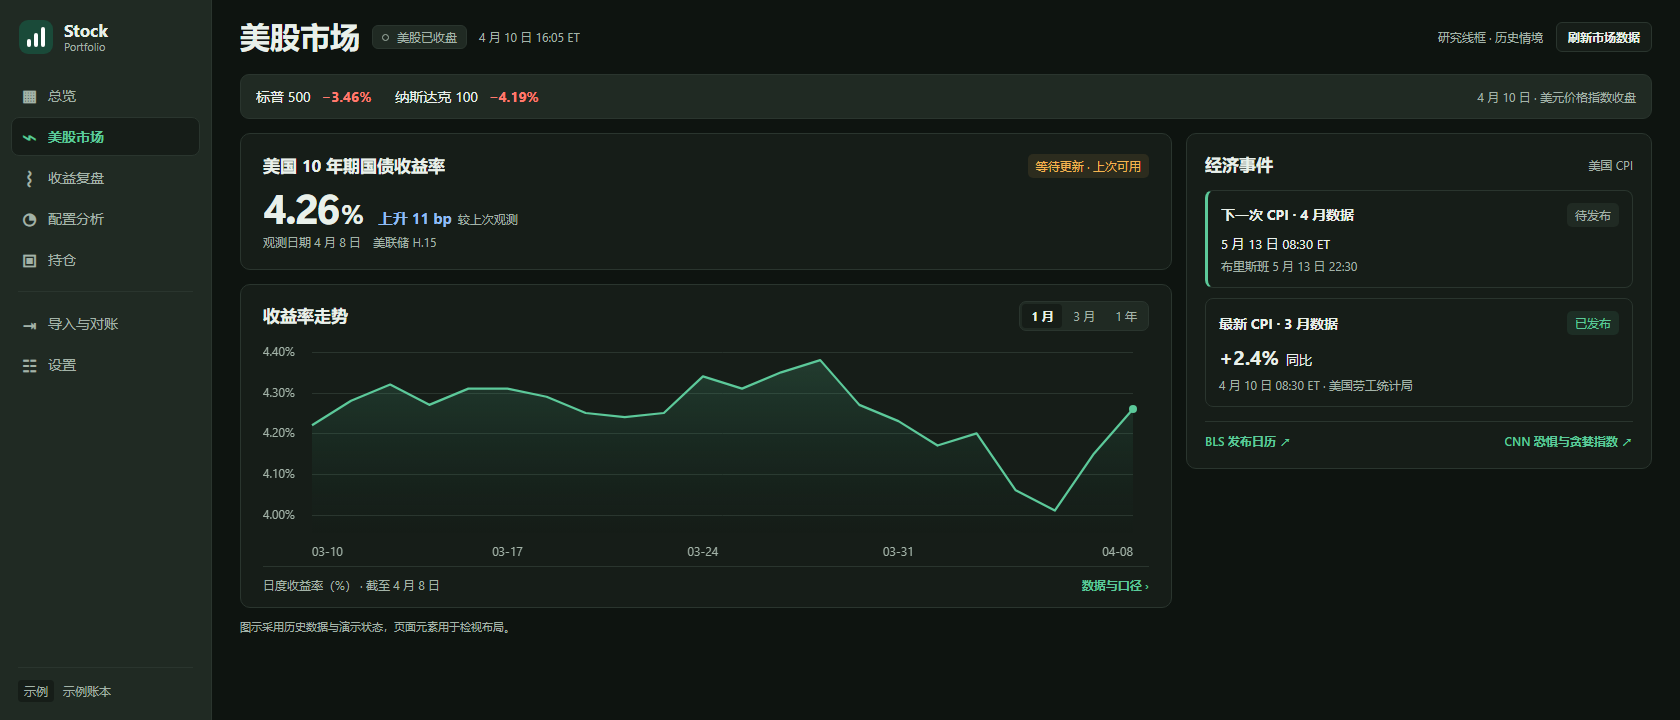 Stock
Portfolio
总览
美股市场
收益复盘
配置分析
持仓
导入与对账
设置
示例 示例账本
美股市场 美股已收盘 4 月 10 日 16:05 ET
研究线框 · 历史情境 刷新市场数据
标普 500 −3.46% 纳斯达克 100 −4.19%
4 月 10 日 · 美元价格指数收盘
美国 10 年期国债收益率
等待更新 · 上次可用
4.26% 上升 11 bp 较上次观测
观测日期 4 月 8 日 美联储 H.15
收益率走势
1 月 3 月 1 年
4.40%
4.30%
4.20%
4.10%
4.00%
03-10 03-17 03-24 03-31 04-08
日度收益率（%） · 截至 4 月 8 日
数据与口径 ›
图示采用历史数据与演示状态，页面元素用于检视布局。
经济事件 美国 CPI
下一次 CPI · 4 月数据 待发布
5 月 13 日 08:30 ET
布里斯班 5 月 13 日 22:30
最新 CPI · 3 月数据 已发布
+2.4% 同比
4 月 10 日 08:30 ET · 美国劳工统计局
BLS 发布日历 ↗
CNN 恐惧与贪婪指数 ↗